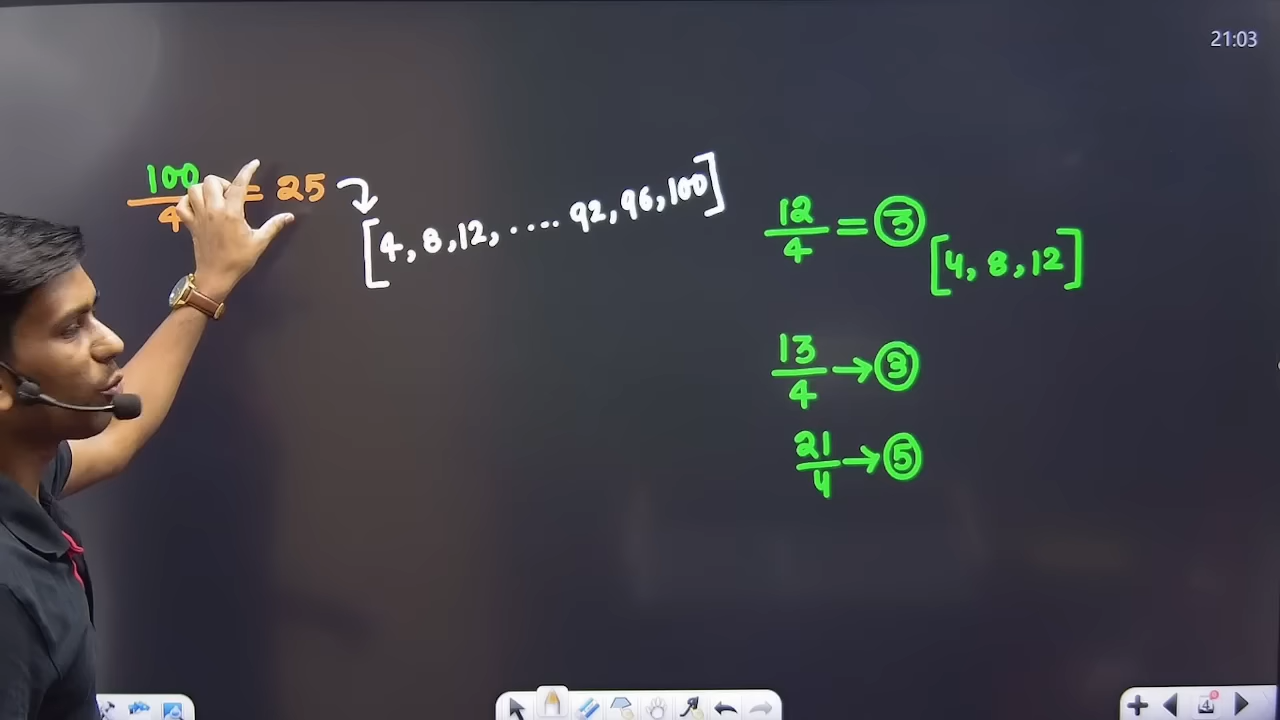 21:03
100/4 = 25
[4, 8, 12, .... 92, 96, 100]
12/4 = 3
[4, 8, 12]
13/4 → 3
21/4 → 5
4